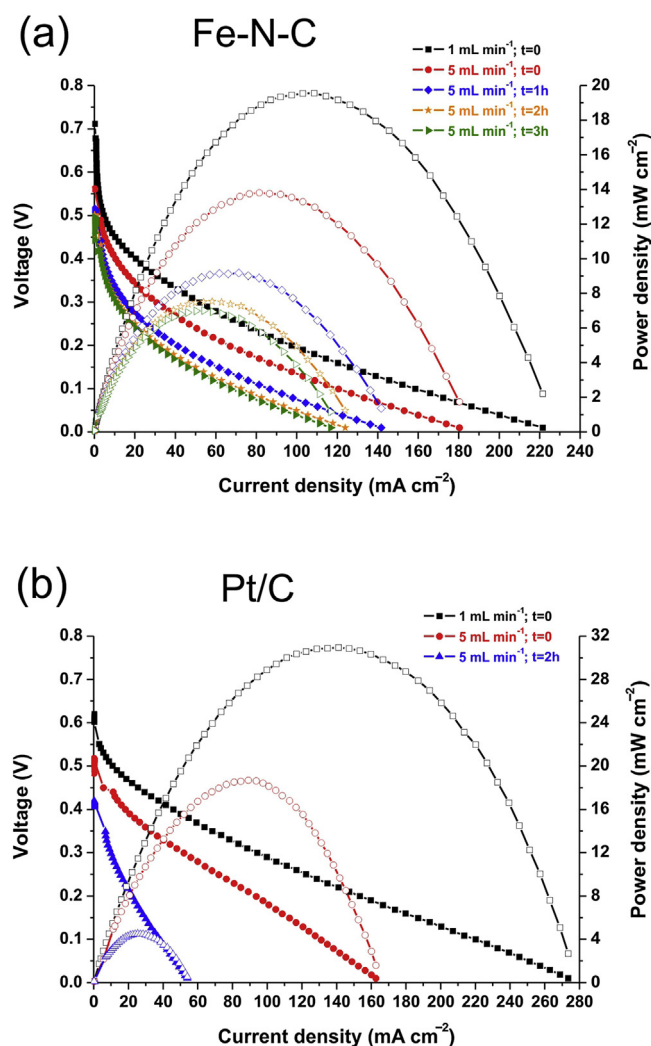 (a) Fe-N-C
1 mL min⁻¹; t=0
5 mL min⁻¹; t=0
5 mL min⁻¹; t=1h
5 mL min⁻¹; t=2h
5 mL min⁻¹; t=3h
Voltage (V)
0.8
0.7
0.6
0.5
0.4
0.3
0.2
0.1
0.0
20
18
16
14
12
10
8
6
4
2
0
Power density (mW cm⁻²)
0 20 40 60 80 100 120 140 160 180 200 220 240
Current density (mA cm⁻²)
(b) Pt/C
1 mL min⁻¹; t=0
5 mL min⁻¹; t=0
5 mL min⁻¹; t=2h
Voltage (V)
0.8
0.7
0.6
0.5
0.4
0.3
0.2
0.1
0.0
32
28
24
20
16
12
8
4
0
Power density (mW cm⁻²)
0 20 40 60 80 100 120 140 160 180 200 220 240 260 280
Current density (mA cm⁻²)